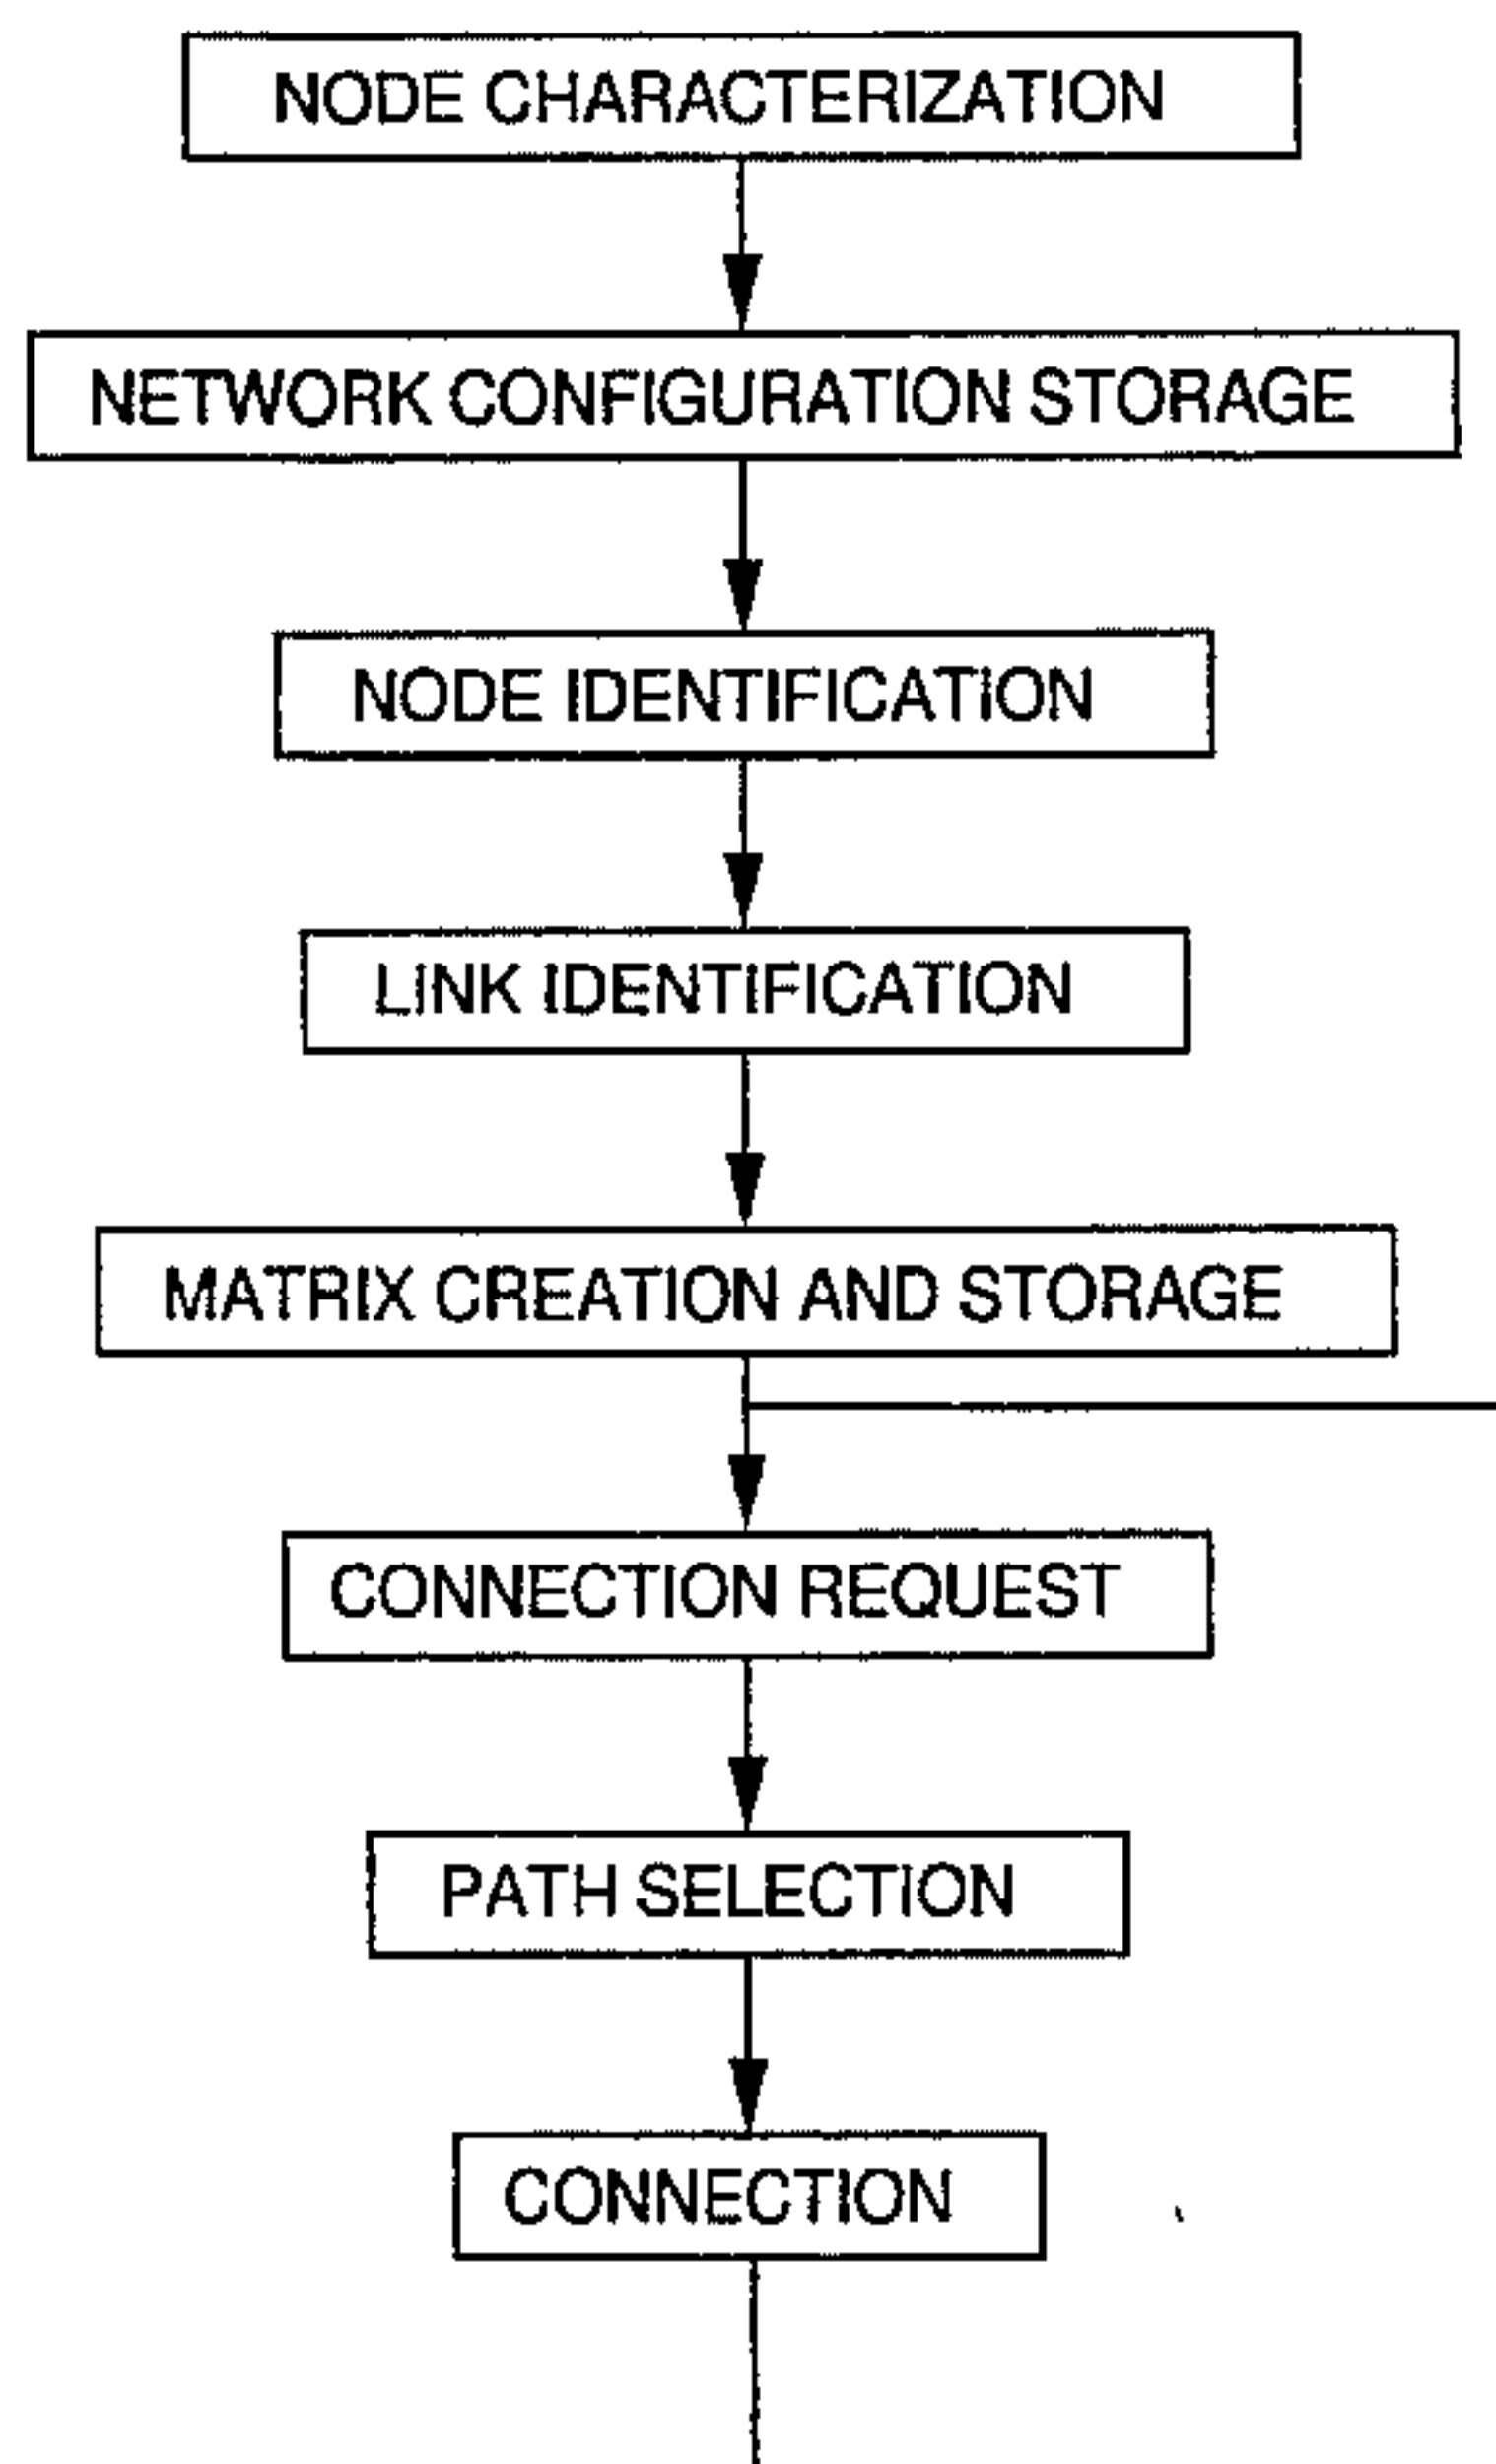 NODE CHARACTERIZATION
NETWORK CONFIGURATION STORAGE
NODE IDENTIFICATION
LINK IDENTIFICATION
MATRIX CREATION AND STORAGE
CONNECTION REQUEST
PATH SELECTION
CONNECTION